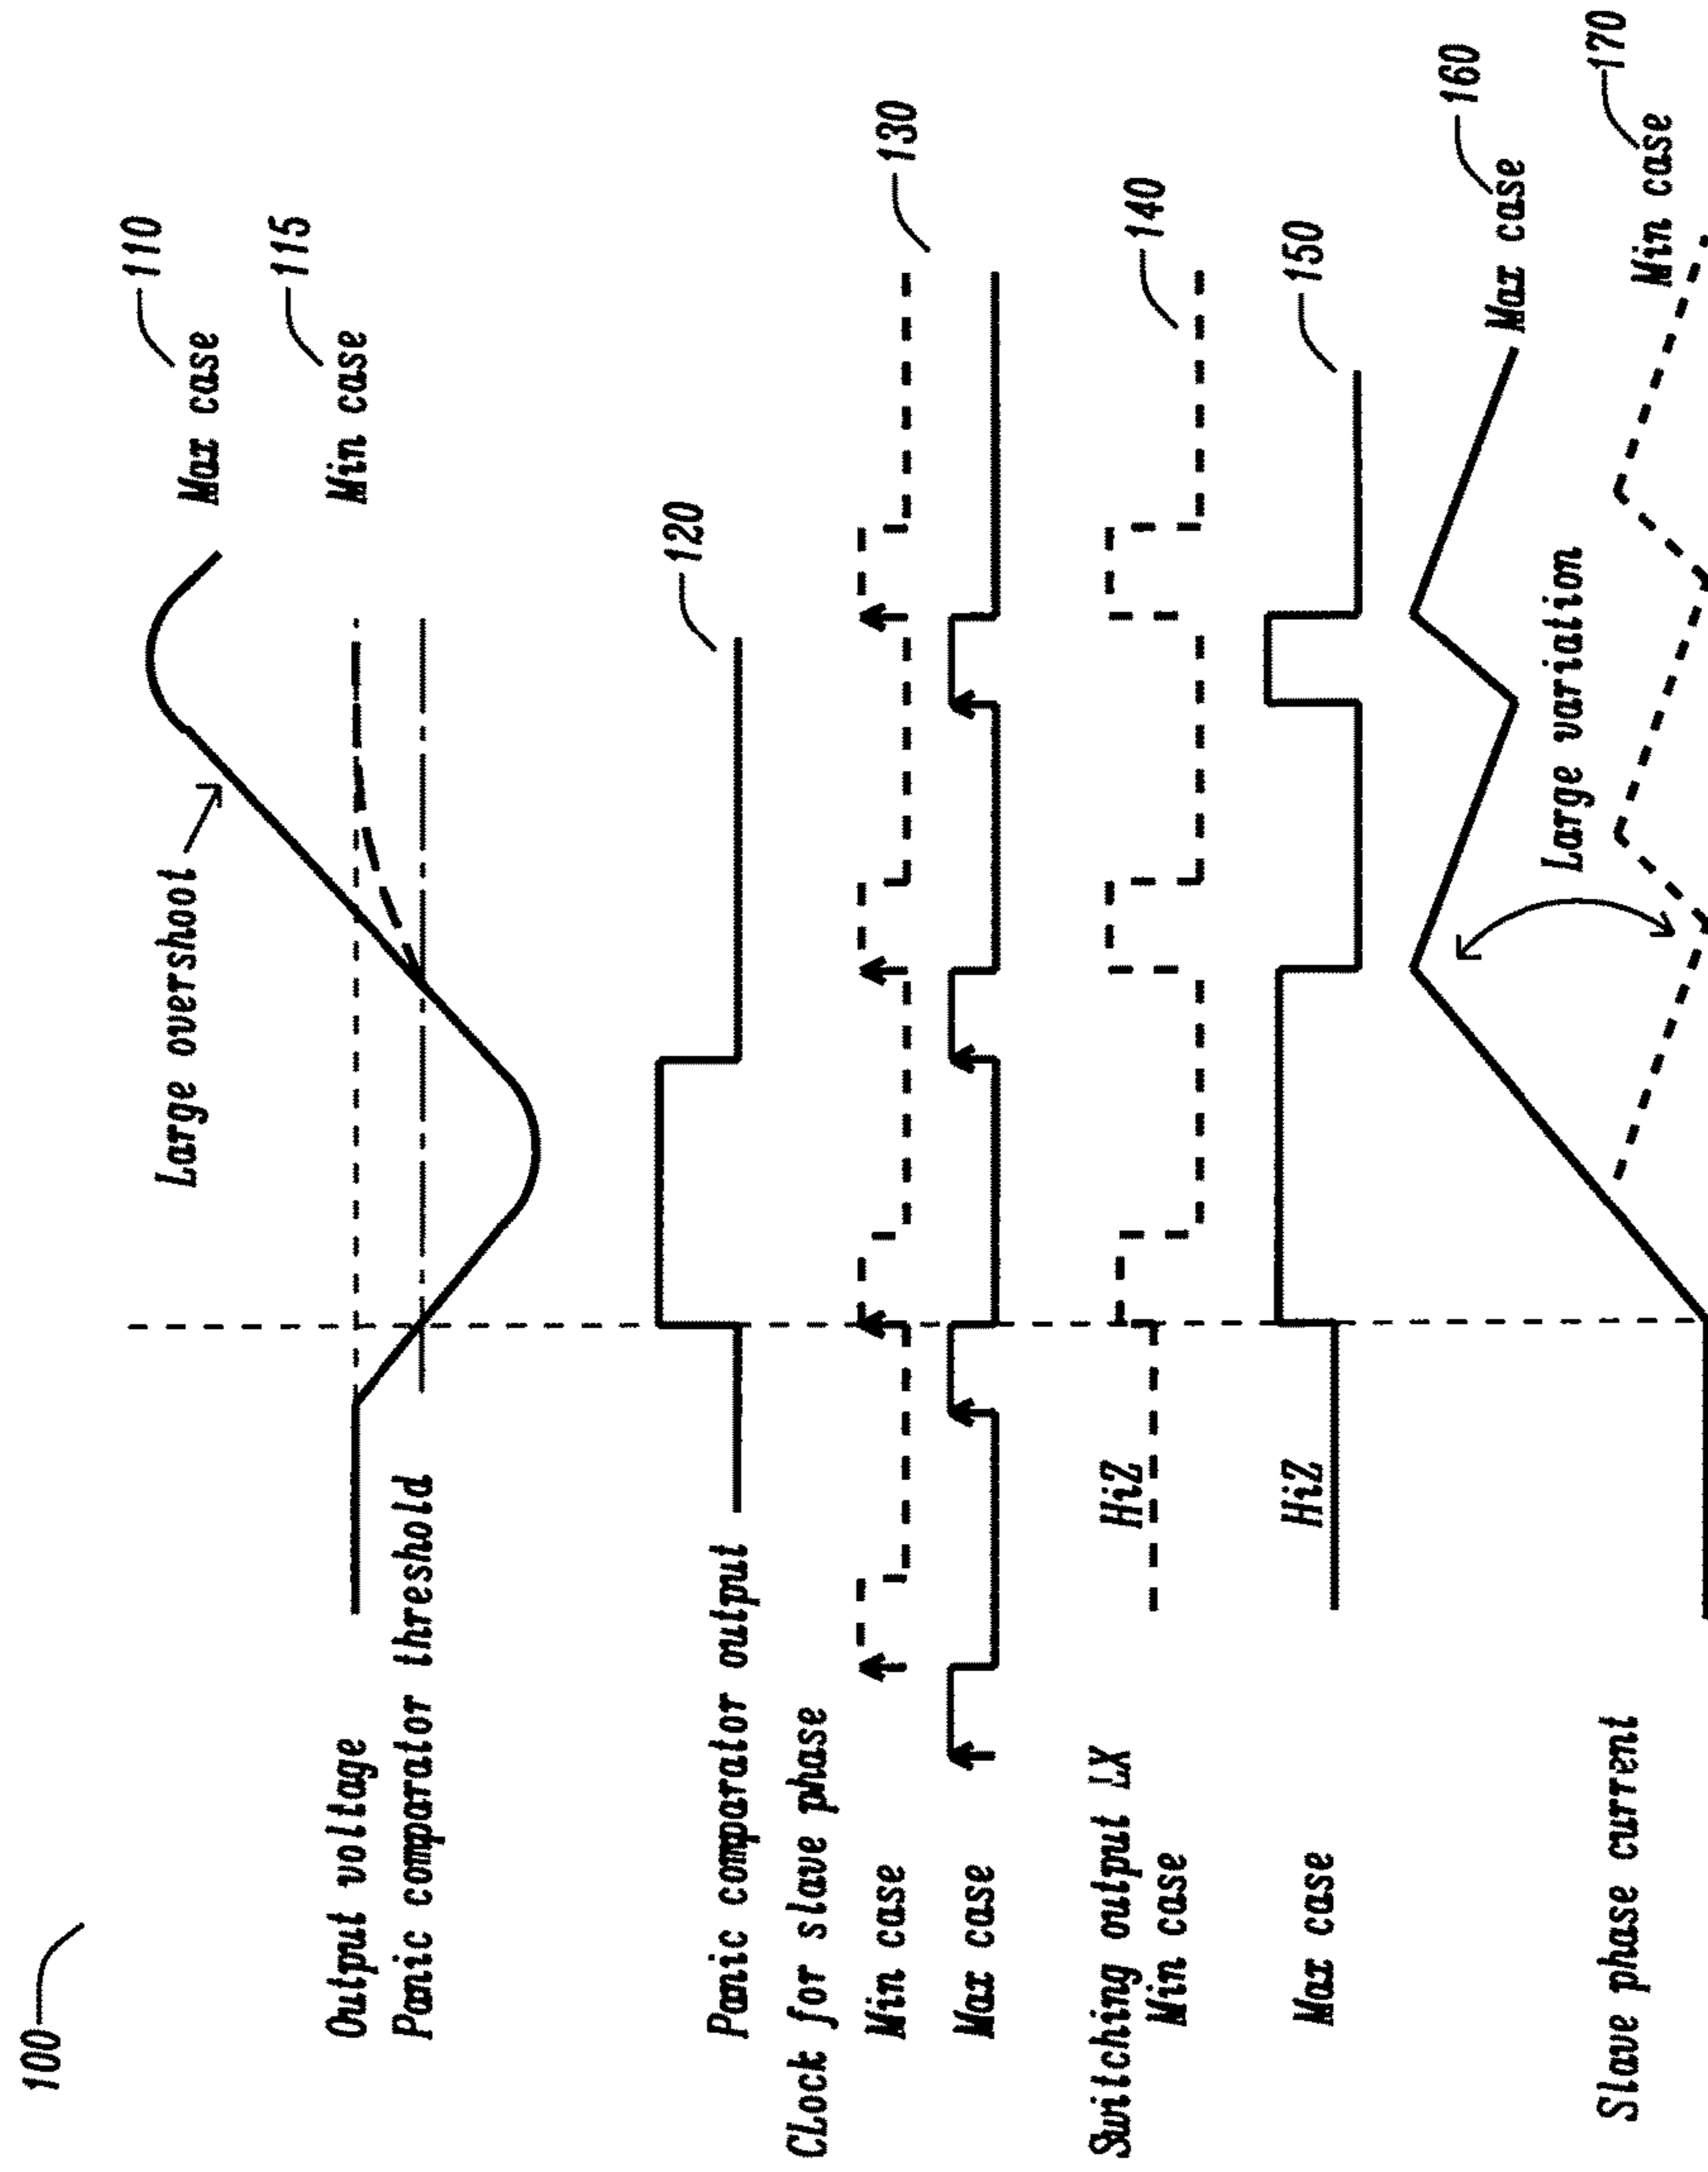 100
110
Max case
115
Min case
Large overshoot
Output voltage
Panic comparator threshold
120
Panic comparator output
CLock for slave phase
130
Min case
Max case
Switching output LX
140
Min case
HiZ
150
Max case
HiZ
160
Max case
170
Min case
Large variation
Slave phase current